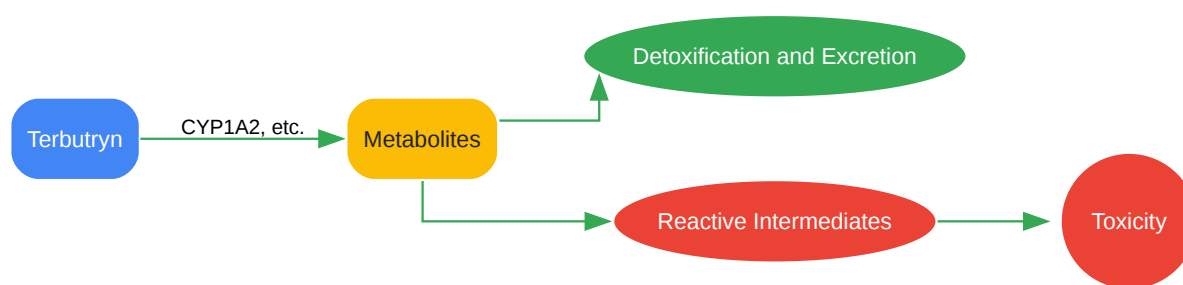 Detoxification and Excretion
Terbutryn
CYP1A2, etc.
Metabolites
Reactive Intermediates
Toxicity